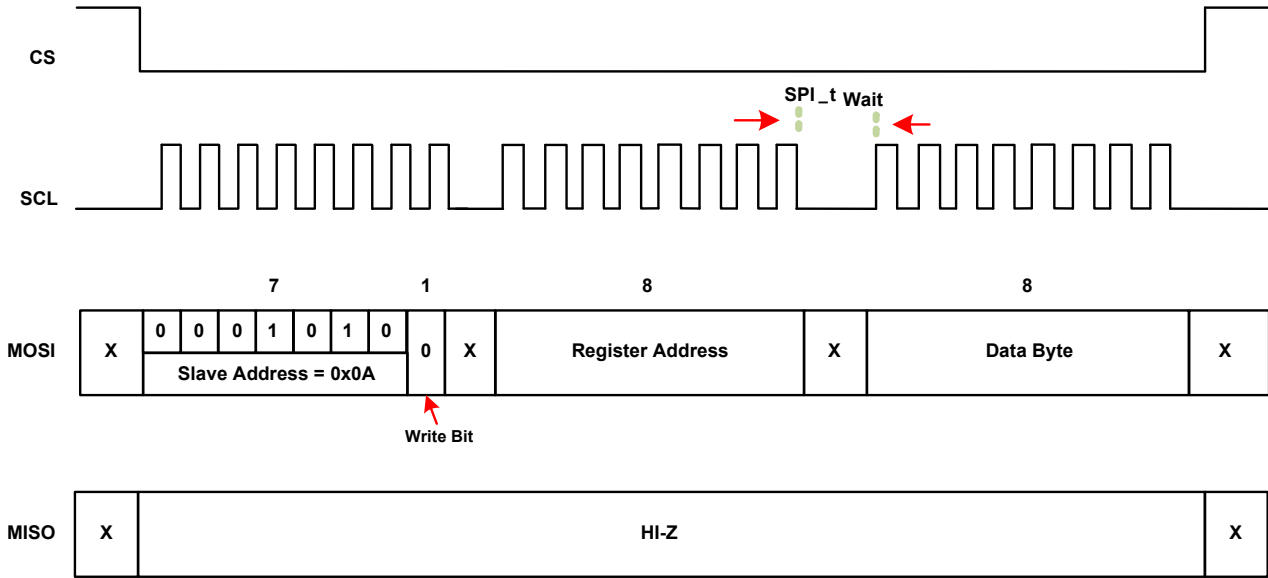 CS
SPI_t Wait
SCL
7 1 8 8
MOSI X 0 0 0 1 0 1 0 0 X Register Address X Data Byte X
Slave Address = 0x0A
Write Bit
MISO X HI-Z X